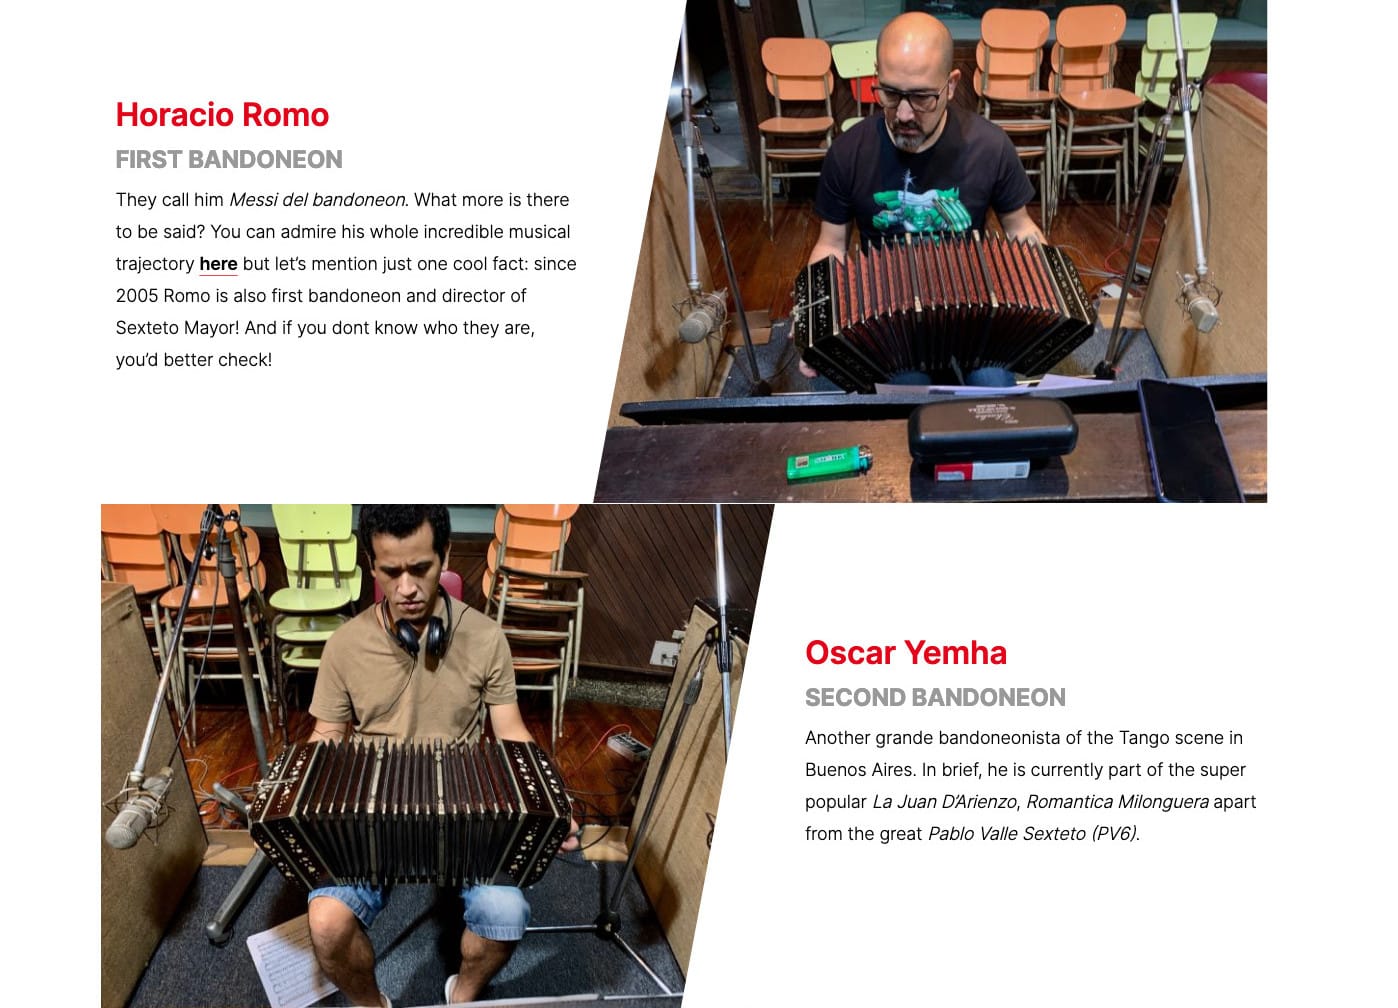 Horacio Romo
FIRST BANDONEON
They call him Messi del bandoneon. What more is there
to be said? You can admire his whole incredible musical
trajectory here but let’s mention just one cool fact: since
2005 Romo is also first bandoneon and director of
Sexteto Mayor! And if you dont know who they are,
you’d better check!
Oscar Yemha
SECOND BANDONEON
Another grande bandoneonista of the Tango scene in
Buenos Aires. In brief, he is currently part of the super
popular La Juan D’Arienzo, Romantica Milonguera apart
from the great Pablo Valle Sexteto (PV6).